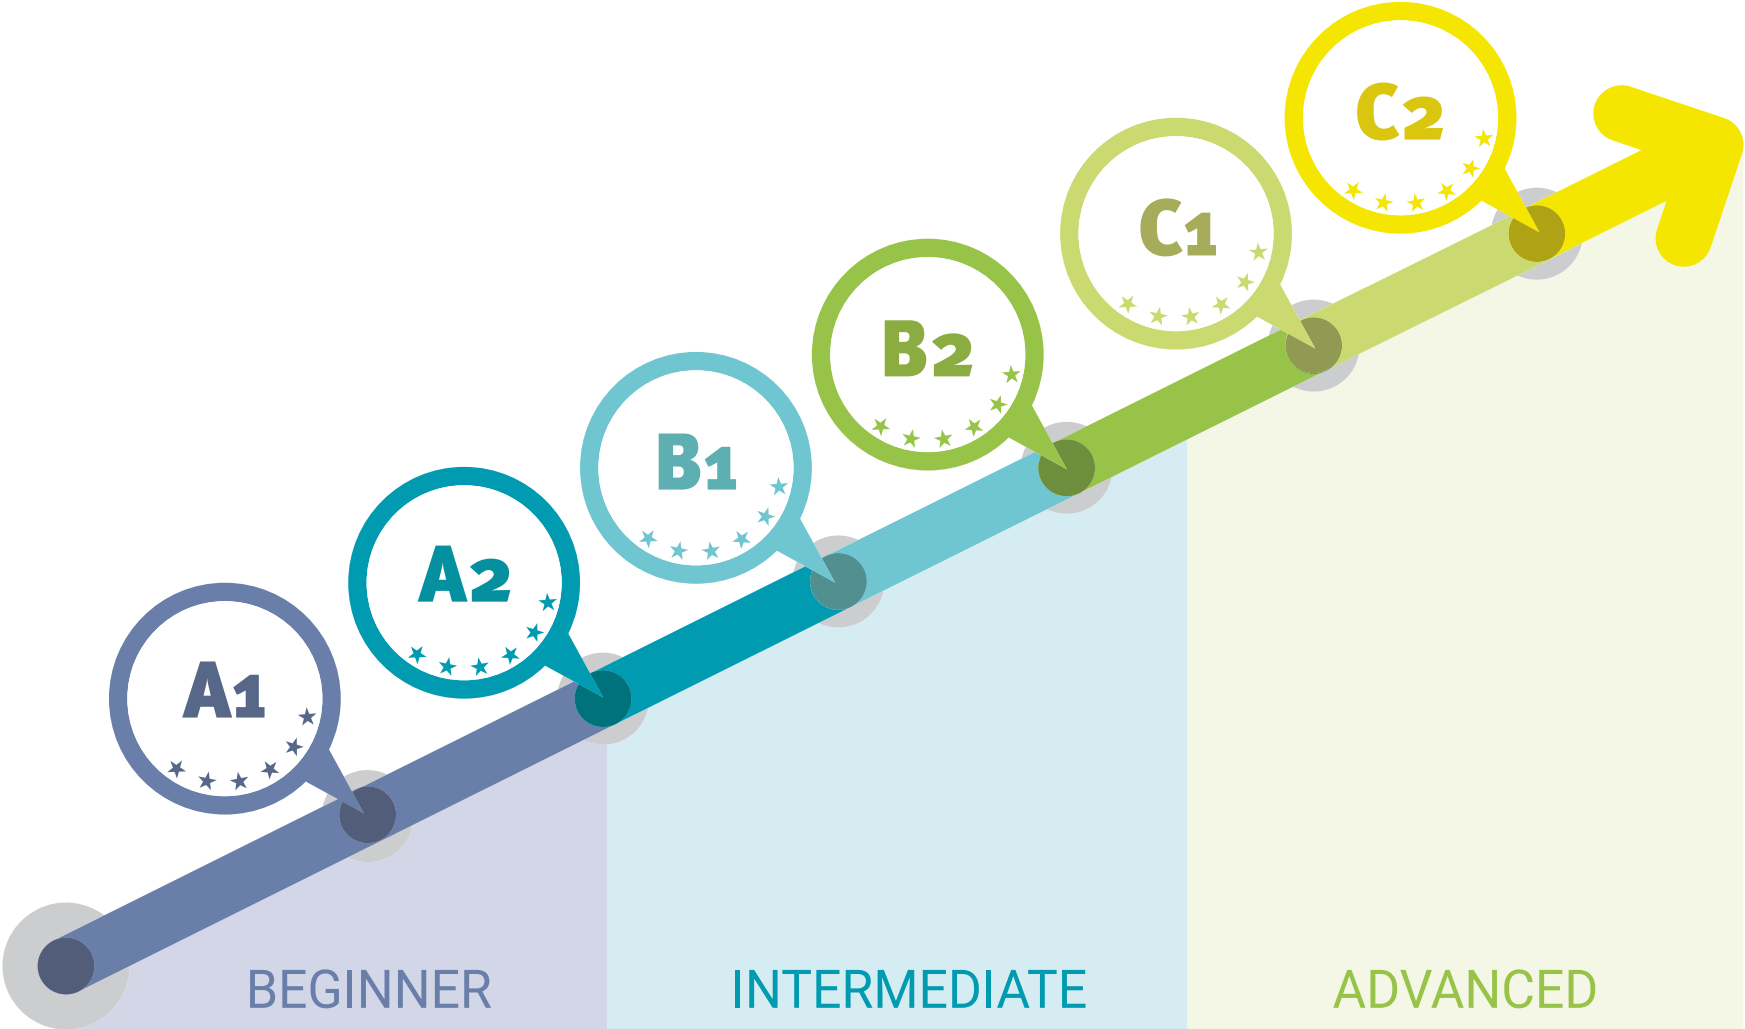 A1
A2
B1
B2
C1
C2
BEGINNER
INTERMEDIATE
ADVANCED